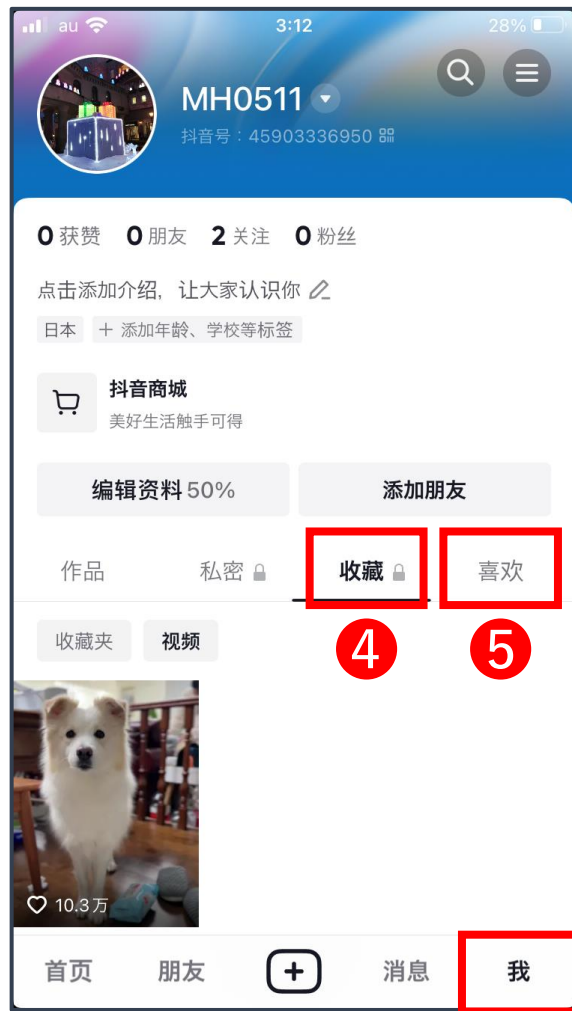 au 3:12 28%
MH0511
抖音号：45903336950
0 获赞 0 朋友 2 关注 0 粉丝
点击添加介绍，让大家认识你
日本 + 添加年龄、学校等标签
抖音商城
美好生活触手可得
编辑资料 50% 添加朋友
作品 私密 收藏 喜欢
4 5
收藏夹 视频
10.3万
首页 朋友 + 消息 我